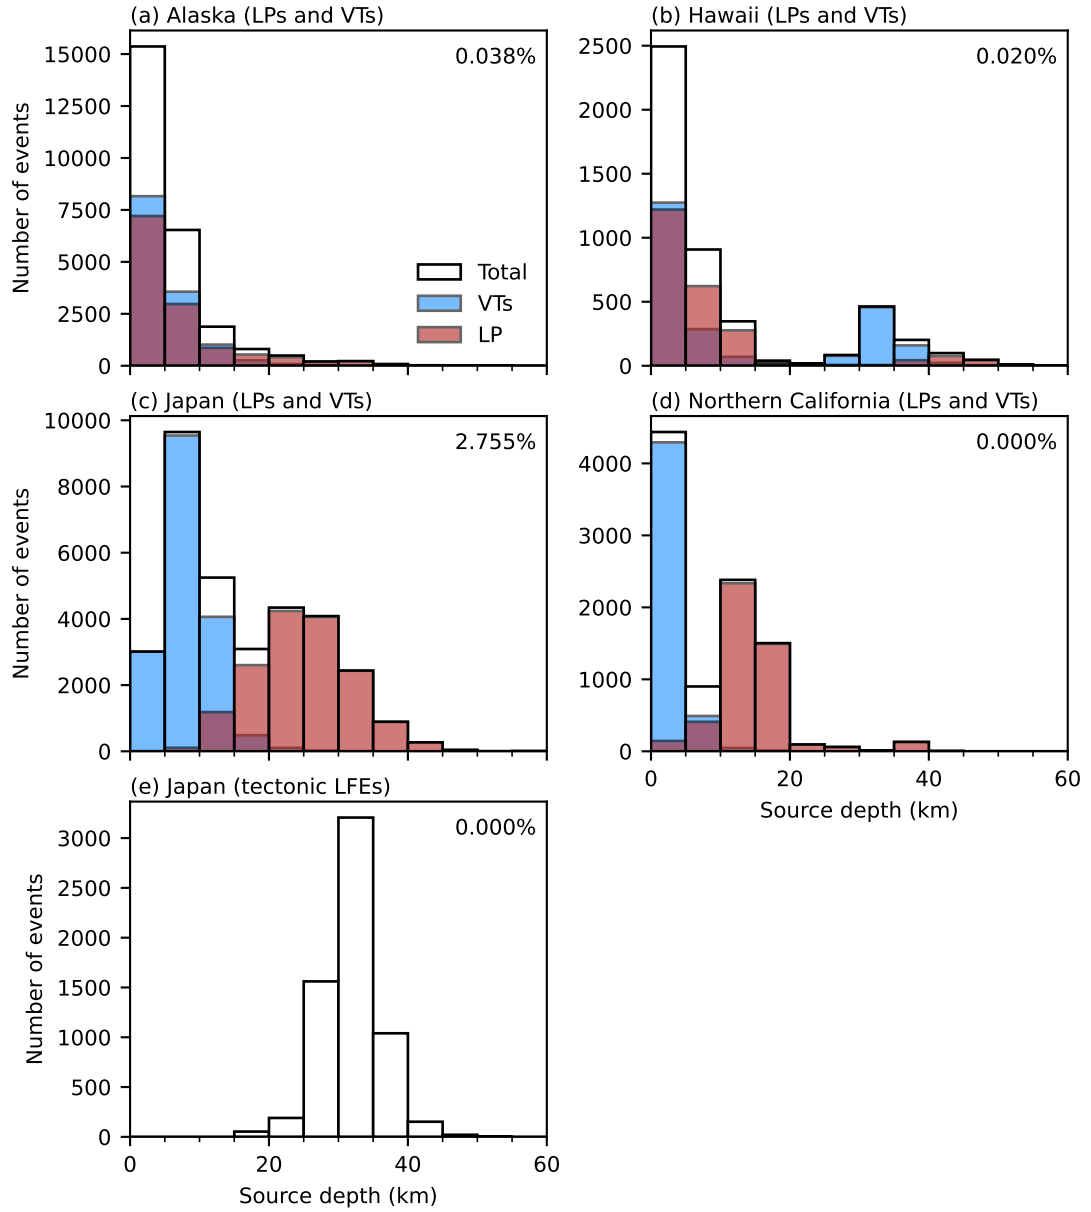 (a) Alaska (LPs and VTs)
0.038%
15000
12500
10000
7500
5000
2500
0
Number of events
Total
VTs
LP
(b) Hawaii (LPs and VTs)
0.020%
2500
2000
1500
1000
500
0
Number of events
(c) Japan (LPs and VTs)
2.755%
10000
8000
6000
4000
2000
0
Number of events
(d) Northern California (LPs and VTs)
0.000%
4000
3000
2000
1000
0
0 20 40 60
Source depth (km)
(e) Japan (tectonic LFEs)
0.000%
3000
2500
2000
1500
1000
500
0
Number of events
0 20 40 60
Source depth (km)